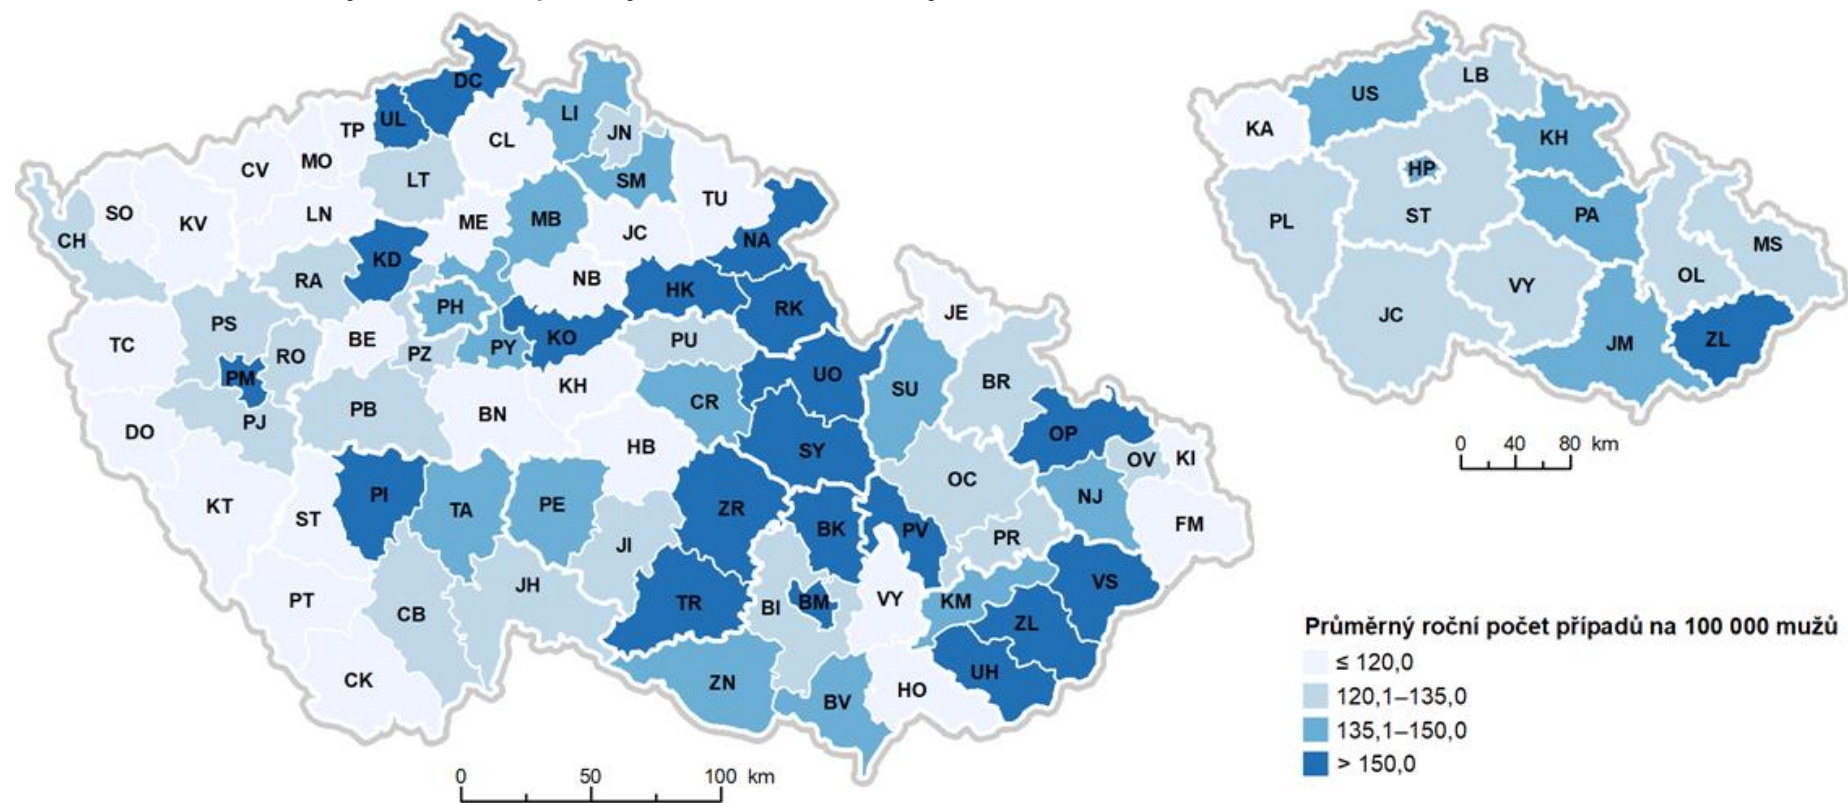 DC
UL
TP
CL
LI
JN
CV
MO
LT
SM
SO
KV
LN
ME
MB
TU
CH
JC
NA
KD
RA
NB
HK
PH
RK
PS
KO
JE
TC
RO
BE
PZ
PY
PU
PM
UO
KH
SU
BR
CR
PB
BN
DO
PJ
HB
SY
OP
OV
KI
OC
PI
TA
PE
ZR
NJ
KT
ST
BK
PV
FM
JI
PR
JH
PT
CB
TR
BI
BM
VY
KM
VS
ZL
CK
ZN
BV
HO
UH
0 50 100 km
LB
US
KA
KH
HP
PL
ST
PA
MS
OL
VY
JC
JM
ZL
0 40 80 km
Průměrný roční počet případů na 100 000 mužů
≤ 120,0
120,1–135,0
135,1–150,0
> 150,0